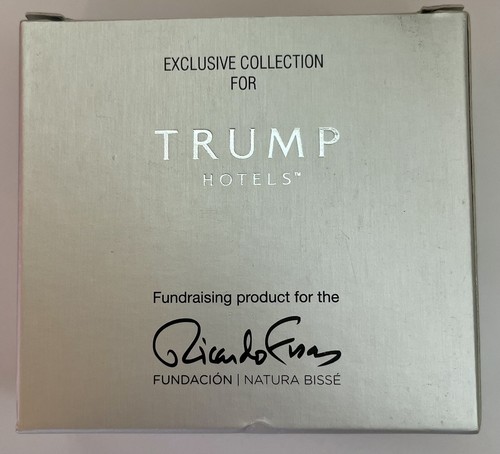 EXCLUSIVE COLLECTION
FOR
TRUMP
HOTELS™
Fundraising product for the
Ricardo Fisas
FUNDACIÓN | NATURA BISSÉ